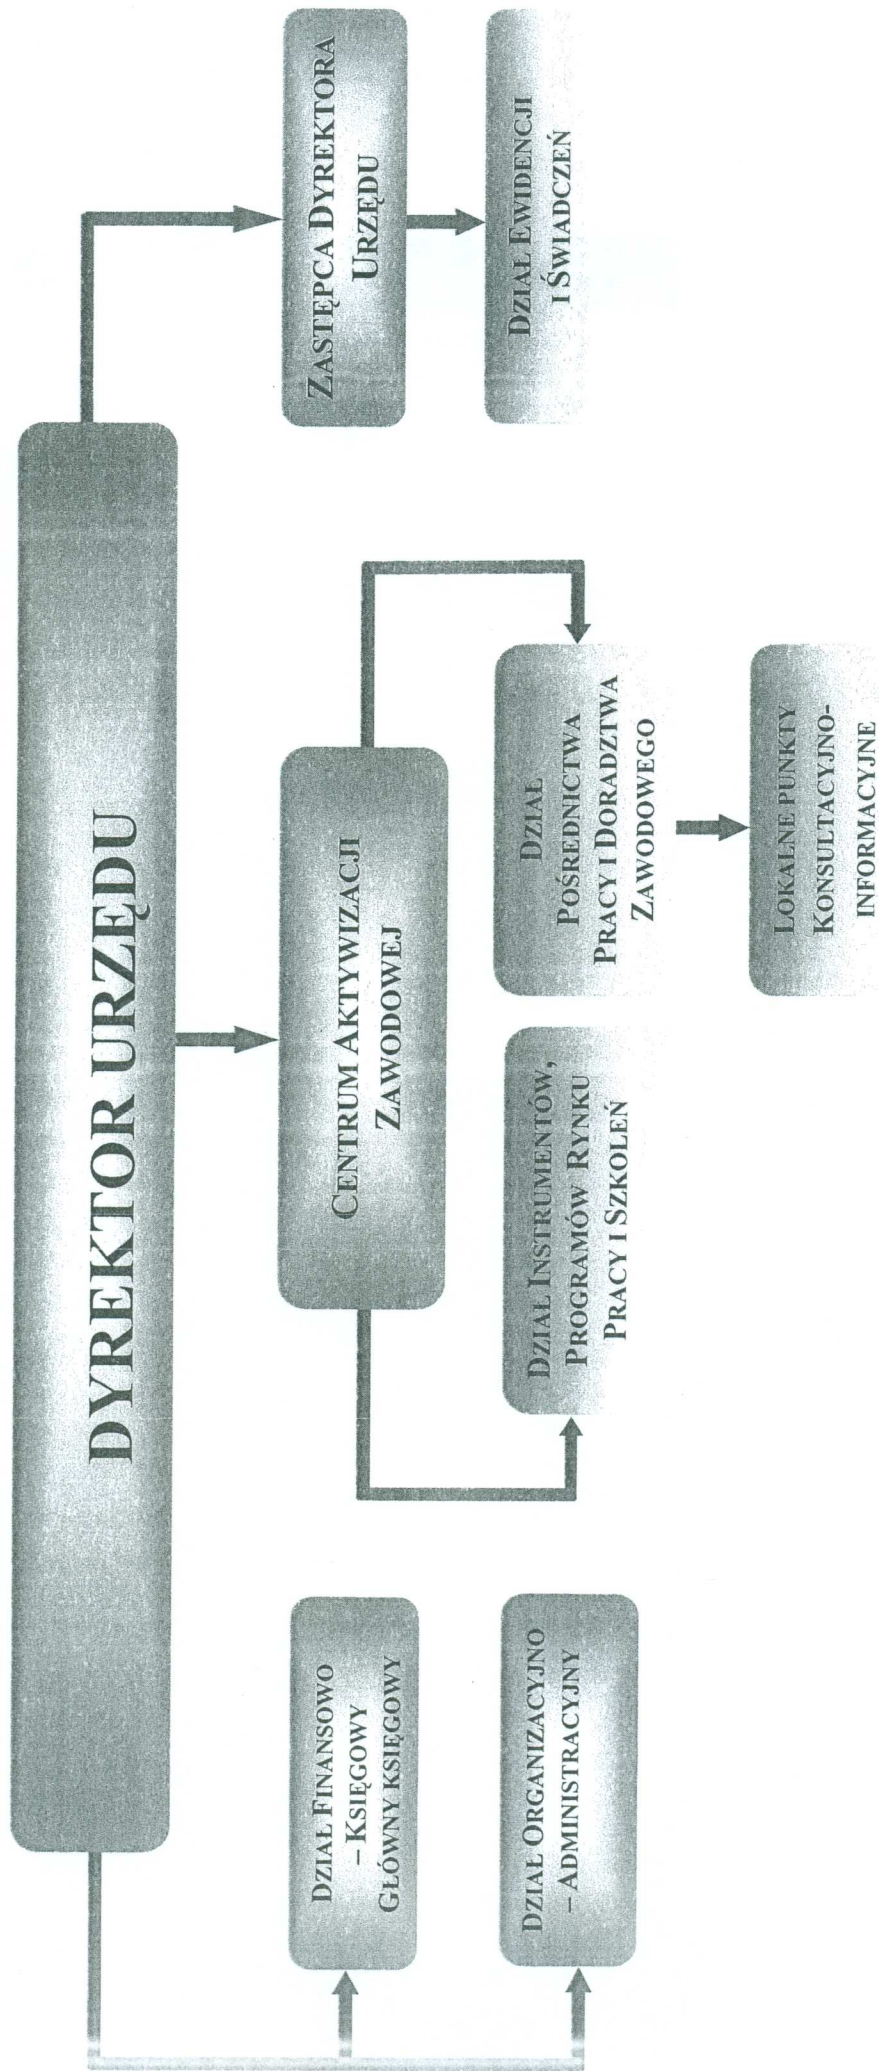 DYREKTOR URZĘDU
DZIAŁ FINANSOWO
– KSIĘGOWY
GŁÓWNY KSIĘGOWY
DZIAŁ ORGANIZACYJNO
– ADMINISTRACYJNY
CENTRUM AKTYWIZACJI
ZAWODOWEJ
DZIAŁ INSTRUMENTÓW,
PROGRAMÓW RYNKU
PRACY I SZKOLEŃ
DZIAŁ
POŚREDNICTWA
PRACY I DORADZTWA
ZAWODOWEGO
LOKALNE PUNKTY
KONSULTACYJNO-
INFORMACYJNE
ZASTĘPCA DYREKTORA
URZĘDU
DZIAŁ EWIDENCJI
I ŚWIADCZEŃ